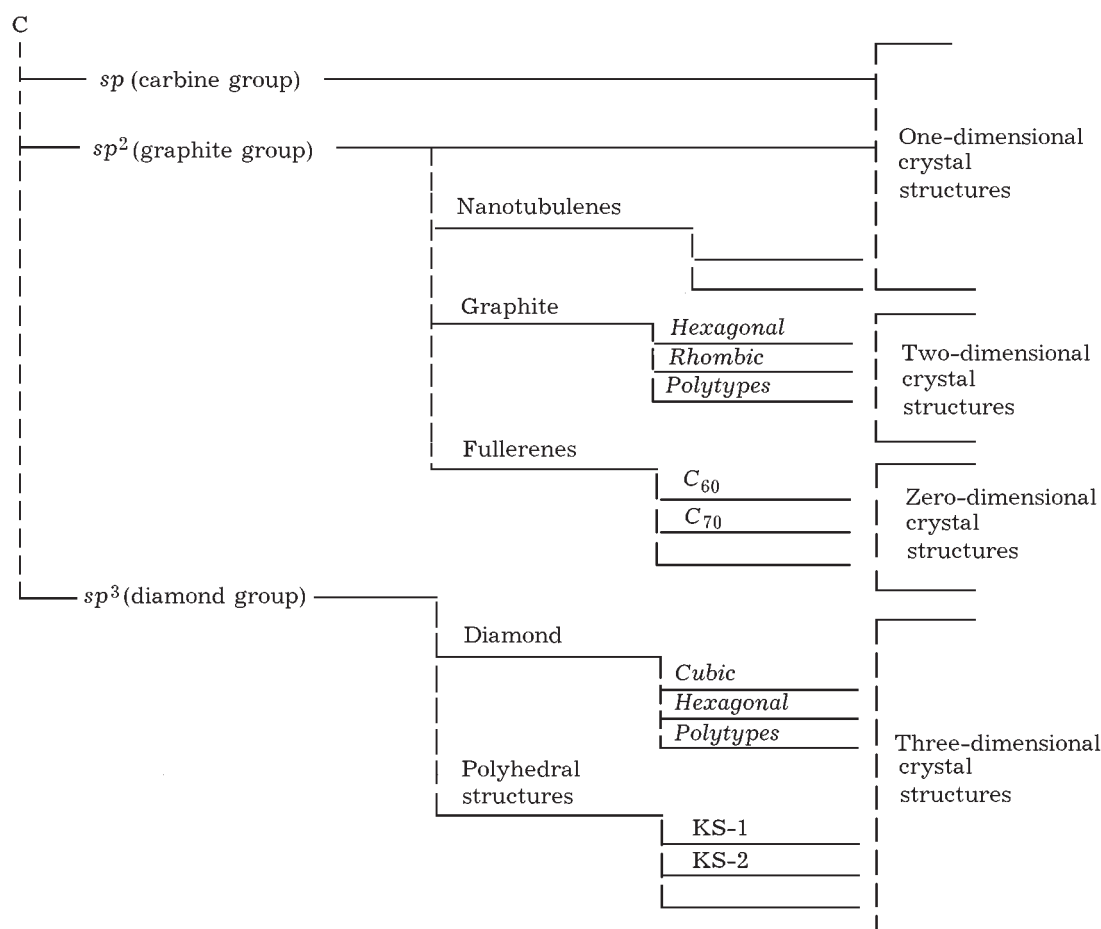 C
sp (carbine group)
sp² (graphite group)
One-dimensional
crystal
structures
Nanotubulenes
Graphite
Hexagonal
Rhombic
Polytypes
Two-dimensional
crystal
structures
Fullerenes
C₆₀
C₇₀
Zero-dimensional
crystal
structures
sp³ (diamond group)
Diamond
Cubic
Hexagonal
Polytypes
Three-dimensional
crystal
structures
Polyhedral
structures
KS-1
KS-2